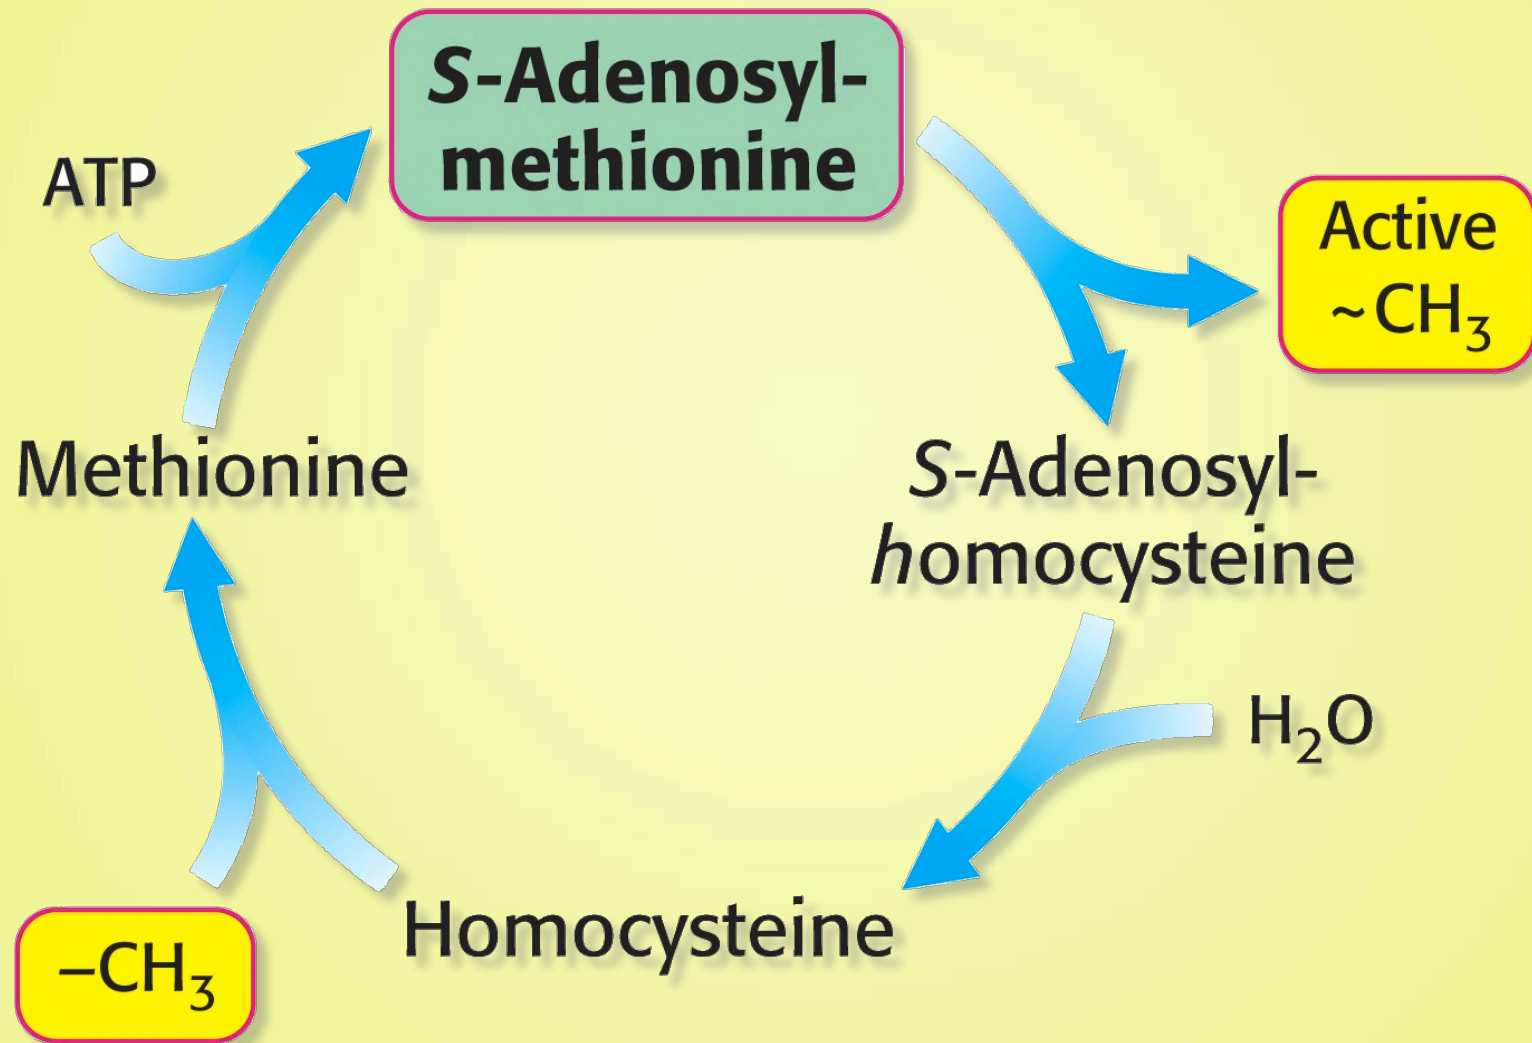 S-Adenosyl-
methionine
ATP
Active
~CH₃
Methionine
S-Adenosyl-
homocysteine
H₂O
Homocysteine
–CH₃